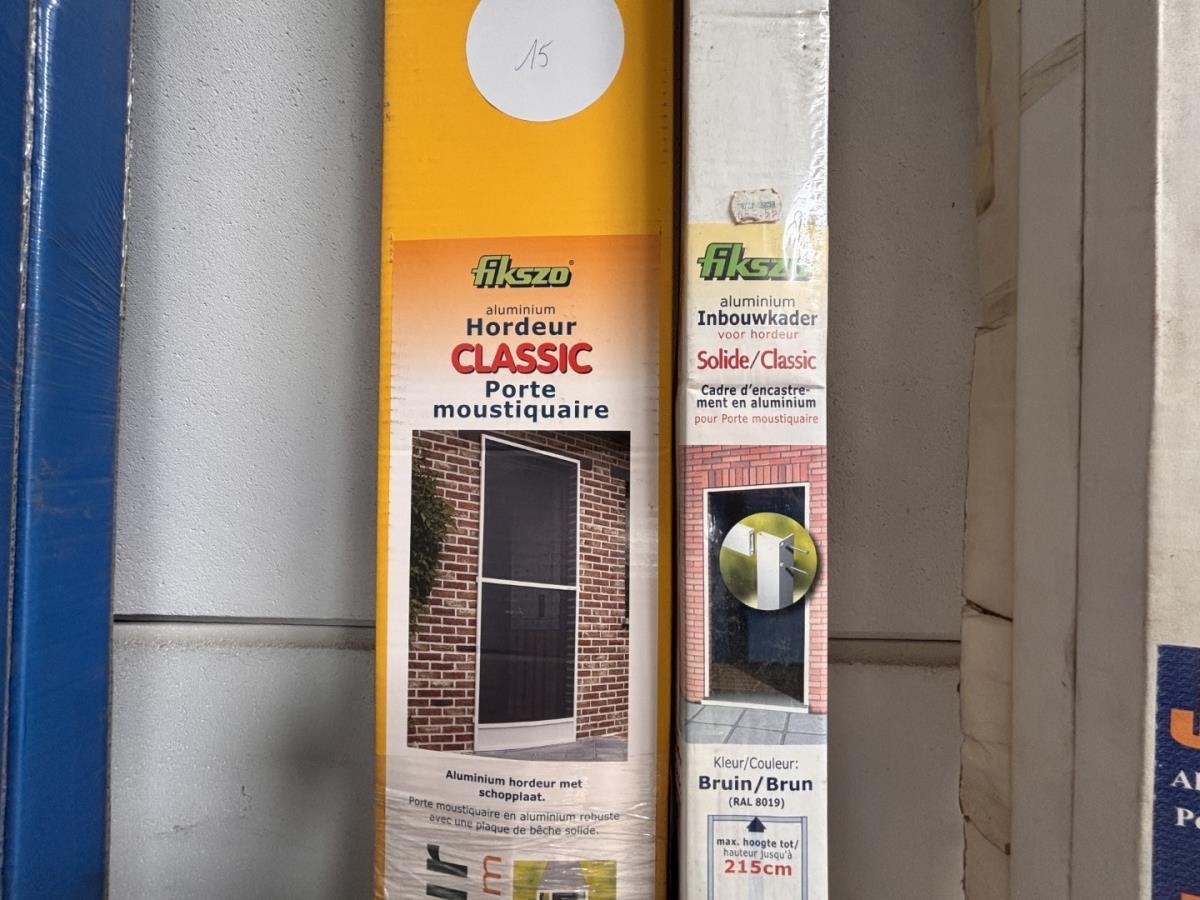 15
fikszo
aluminium
Hordeur
CLASSIC
Porte
moustiquaire
Aluminium hordeur met
schopplaat.
Porte moustiquaire en aluminium robuste
avec une plaque de bêche solide.
fikszo
aluminium
Inbouwkader
voor hordeur
Solide/Classic
Cadre d'encastre-
ment en aluminium
pour Porte moustiquaire
Kleur/Couleur:
Bruin/Brun
(RAL 8019)
max. hoogte tot/
hauteur jusqu'à
215cm